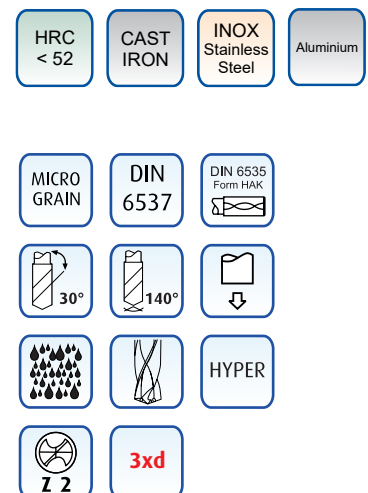 HRC
< 52
CAST
IRON
INOX
Stainless
Steel
Aluminium
MICRO
GRAIN
DIN
6537
DIN 6535
Form HAK
30°
140°
HYPER
Z 2
3xd